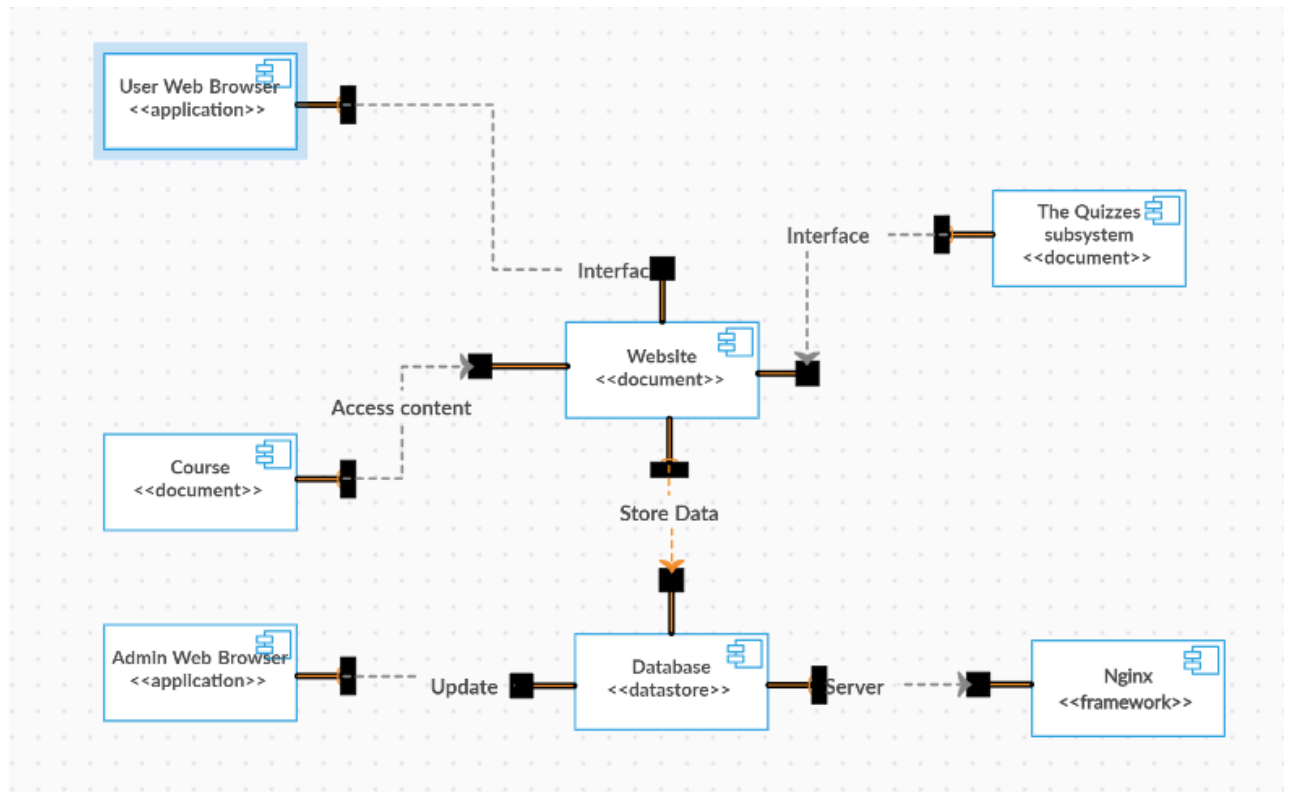 User Web Browser
<<application>>
The Quizzes
subsystem
<<document>>
Interface
Interfac
Website
<<document>>
Access content
Course
<<document>>
Store Data
Admin Web Browser
<<application>>
Update
Database
<<datastore>>
Server
Nginx
<<framework>>